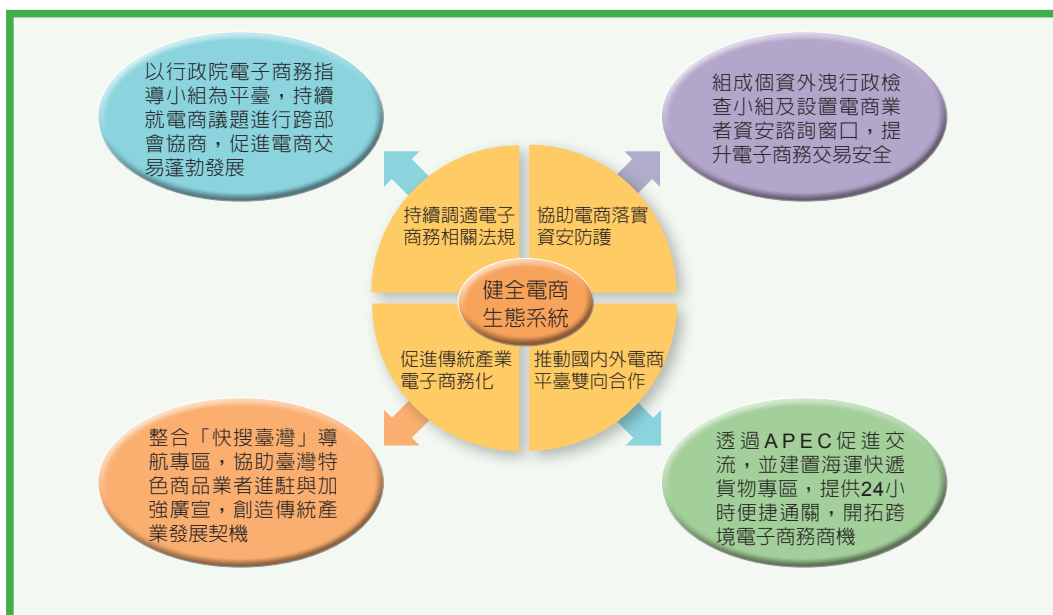 以行政院電子商務指
導小組為平臺，持續
就電商議題進行跨部
會協商，促進電商交
易蓬勃發展
組成個資外洩行政檢
查小組及設置電商業
者資安諮詢窗口，提
升電子商務交易安全
持續調適電子
商務相關法規
協助電商落實
資安防護
健全電商
生態系統
促進傳統產業
電子商務化
推動國內外電商
平臺雙向合作
整合「快搜臺灣」導
航專區，協助臺灣特
色商品業者進駐與加
強廣宣，創造傳統產
業發展契機
透過APEC促進交
流，並建置海運快遞
貨物專區，提供24小
時便捷通關，開拓跨
境電子商務商機